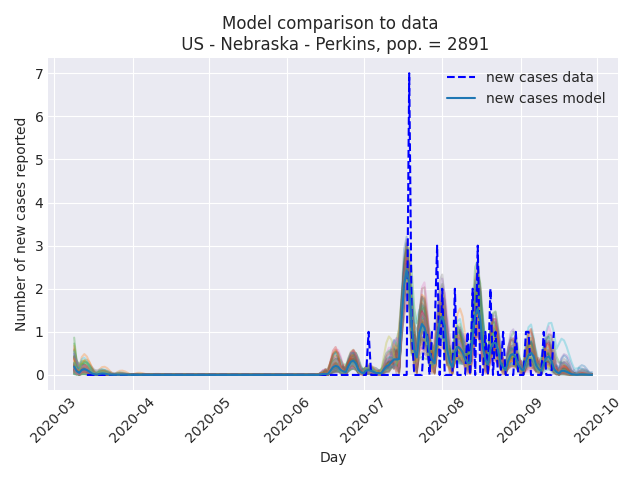 Model comparison to data
US - Nebraska - Perkins, pop. = 2891
new cases data
new cases model
Number of new cases reported
7
6
5
4
3
2
1
0
2020-03
2020-04
2020-05
2020-06
2020-07
2020-08
2020-09
2020-10
Day